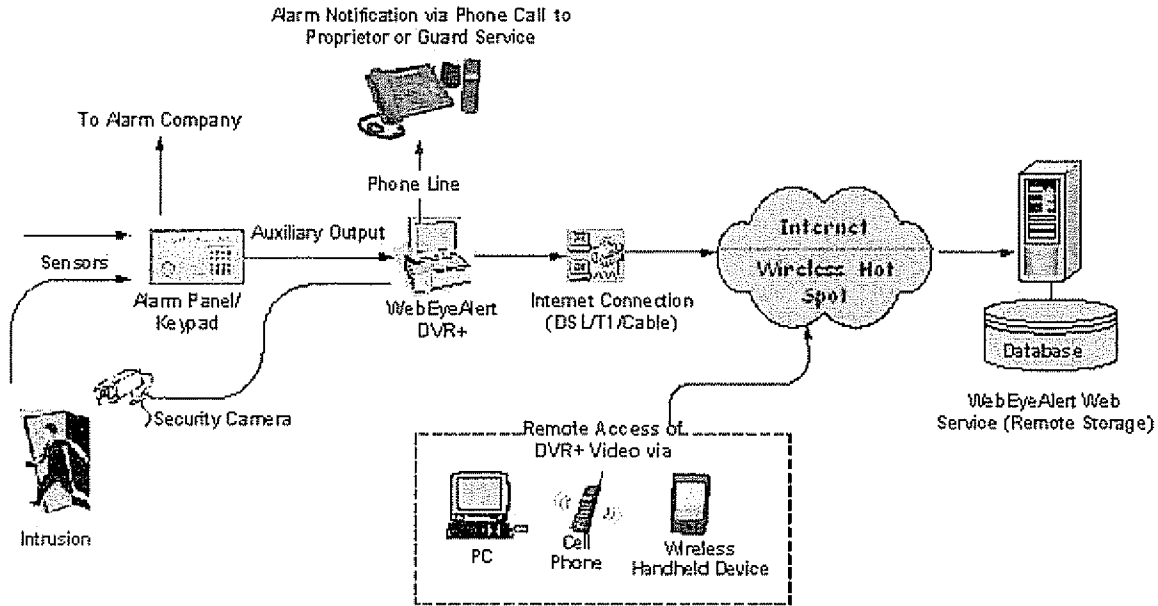 Alarm Notification via Phone Call to
Proprietor or Guard Service
To Alarm Company
Phone Line
Sensors
Auxiliary Output
Alarm Panel/
Keypad
WebEyeAlert
DVR+
Internet Connection
(DSL/T1/Cable)
Internet
Wireless Hot
Spot
Database
WebEyeAlert Web
Service (Remote Storage)
Security Camera
Intrusion
Remote Access of
DVR+ Video via
PC
Cell
Phone
Wireless
Handheld Device